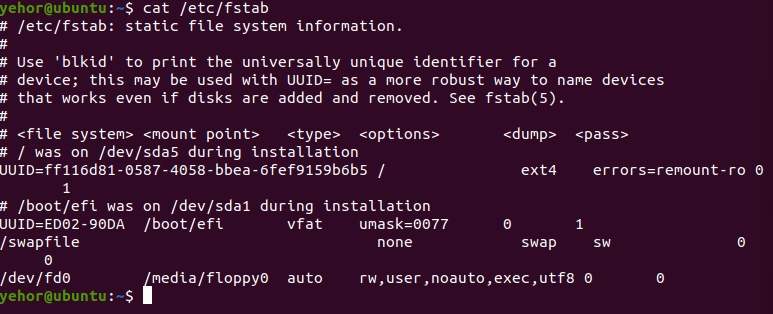 yehor@ubuntu:~$ cat /etc/fstab
# /etc/fstab: static file system information.
#
# Use 'blkid' to print the universally unique identifier for a
# device; this may be used with UUID= as a more robust way to name devices
# that works even if disks are added and removed. See fstab(5).
#
# <file system> <mount point>   <type>  <options>       <dump>  <pass>
# / was on /dev/sda5 during installation
UUID=ff116d81-0587-4058-bbea-6fef9159b6b5 /               ext4    errors=remount-ro 0
       1
# /boot/efi was on /dev/sda1 during installation
UUID=ED02-90DA  /boot/efi       vfat    umask=0077      0       1
/swapfile                                 none            swap    sw              0
     0
/dev/fd0        /media/floppy0  auto    rw,user,noauto,exec,utf8 0       0
yehor@ubuntu:~$